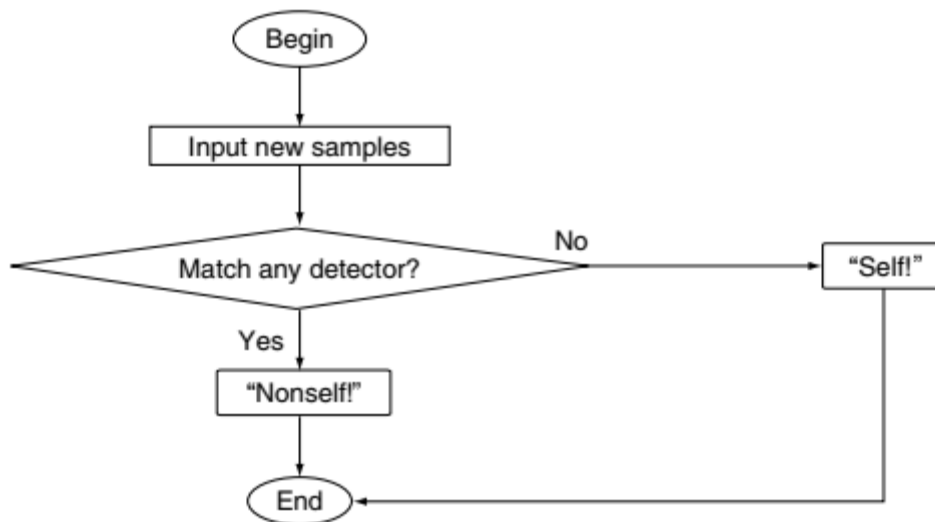 Begin
Input new samples
Match any detector?
No
“Self!”
Yes
“Nonself!”
End